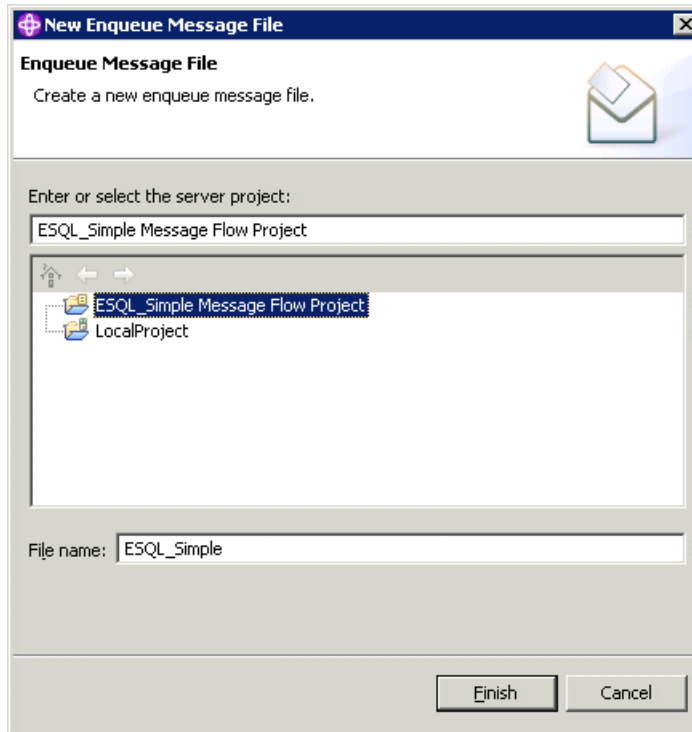 New Enqueue Message File
Enqueue Message File
Create a new enqueue message file.
Enter or select the server project:
ESQL_Simple Message Flow Project
ESQL_Simple Message Flow Project
LocalProject
File name: ESQL_Simple
Finish Cancel